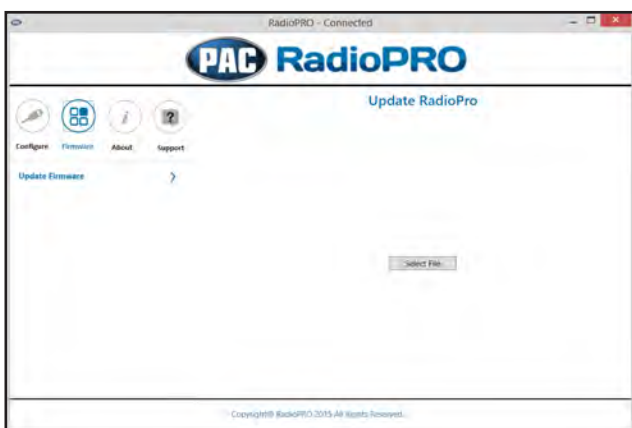 RadioPRO - Connected
PAC RadioPRO
Update RadioPro
Configure Firmware About Support
Update Firmware
Select File
Copyright® RadioPRO 2015 All Rights Reserved.